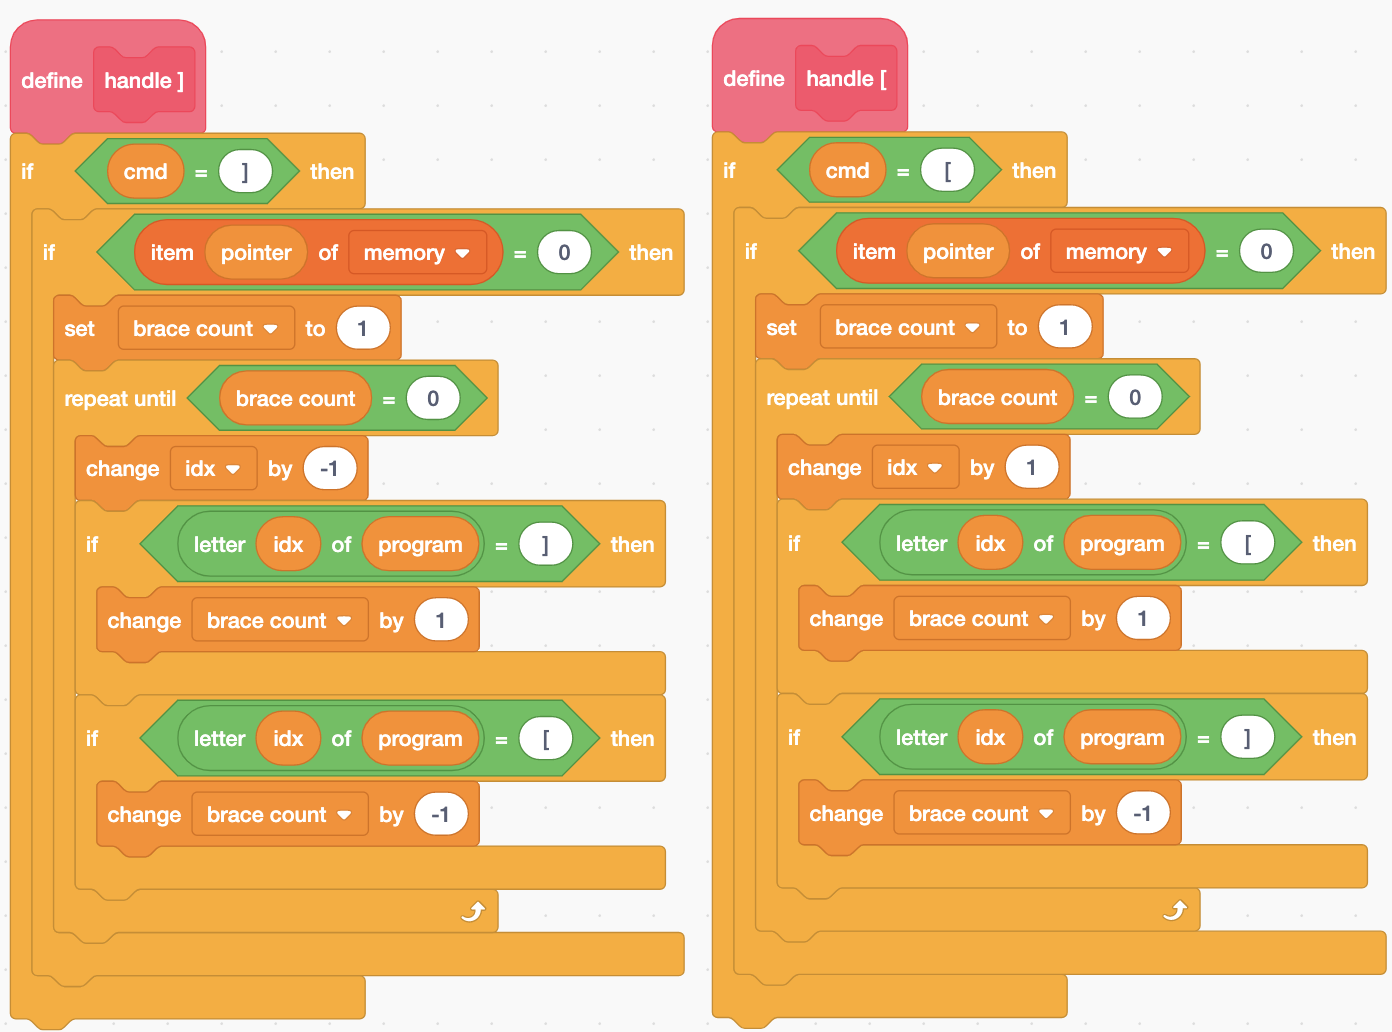 define handle ]
if cmd = ] then
if item pointer of memory = 0 then
set brace count to 1
repeat until brace count = 0
change idx by -1
if letter idx of program = ] then
change brace count by 1
if letter idx of program = [ then
change brace count by -1
define handle [
if cmd = [ then
if item pointer of memory = 0 then
set brace count to 1
repeat until brace count = 0
change idx by 1
if letter idx of program = [ then
change brace count by 1
if letter idx of program = ] then
change brace count by -1